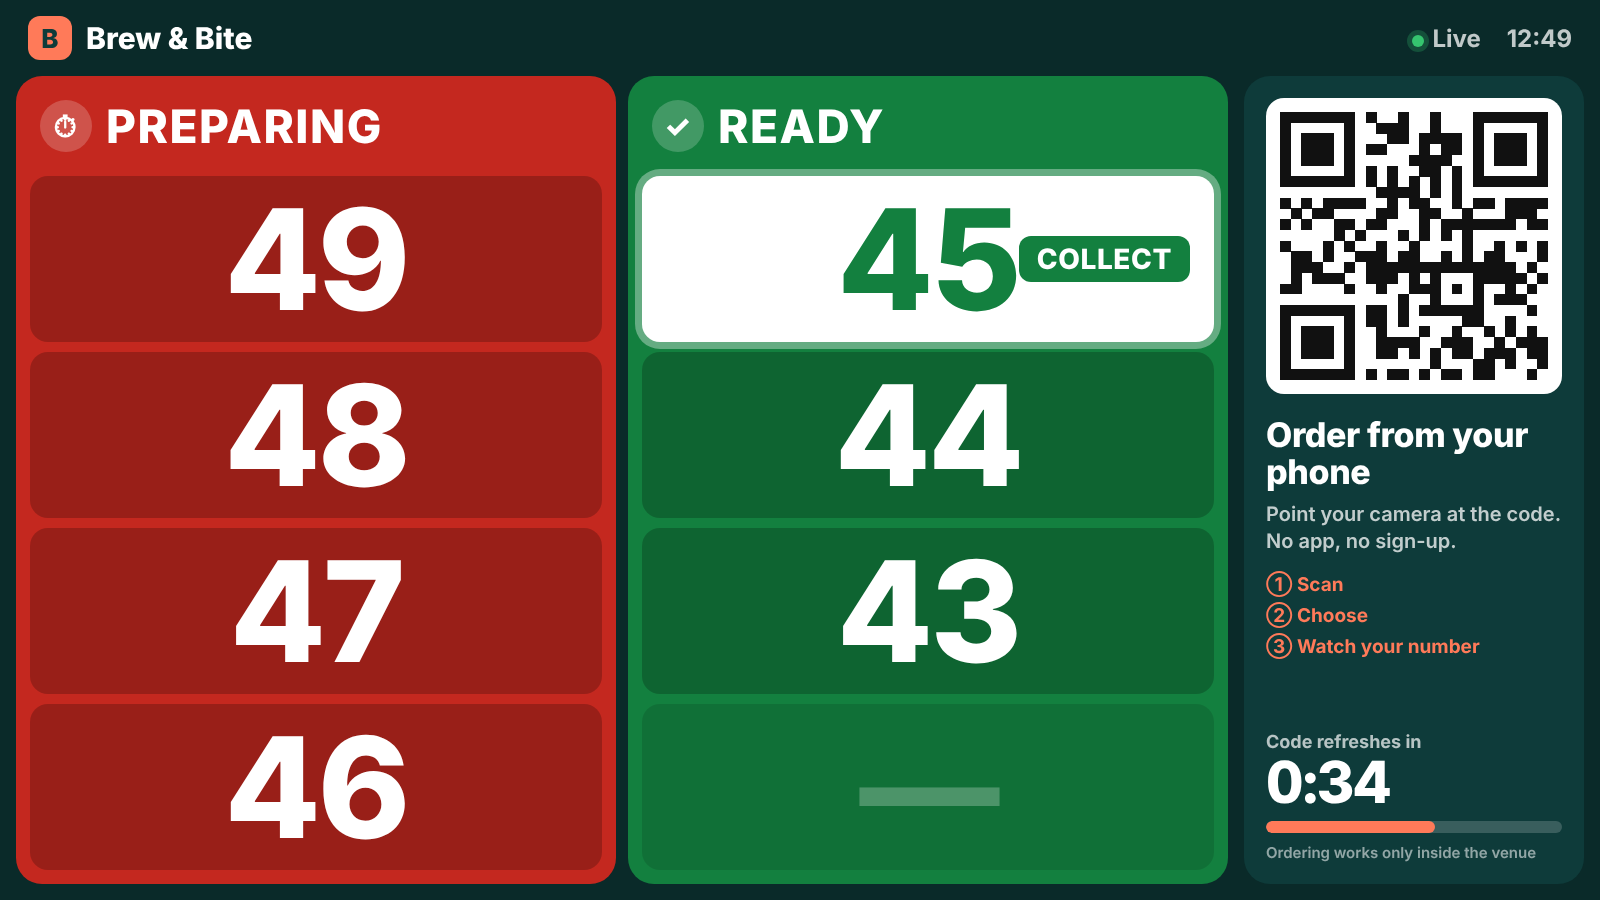 B Brew & Bite
Live 12:49
PREPARING
49
48
47
46
READY
45 COLLECT
44
43
—
Order from your
phone
Point your camera at the code.
No app, no sign-up.
① Scan
② Choose
③ Watch your number
Code refreshes in
0:34
Ordering works only inside the venue